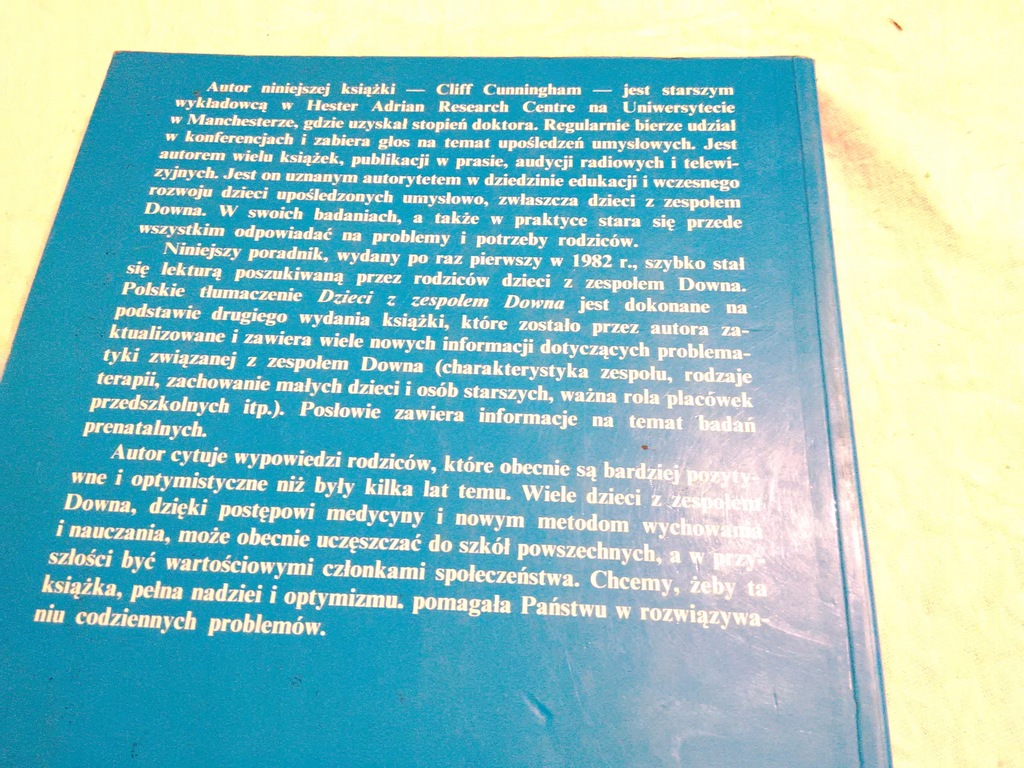 Autor niniejszej książki — Cliff Cunningham — jest starszym
wykładowcą w Hester Adrian Research Centre na Uniwersytecie
w Manchesterze, gdzie uzyskał stopień doktora. Regularnie bierze udział
w konferencjach i zabiera głos na temat upośledzeń umysłowych. Jest
autorem wielu książek, publikacji w prasie, audycji radiowych i telewi-
zyjnych. Jest on uznanym autorytetem w dziedzinie edukacji i wczesnego
rozwoju dzieci upośledzonych umysłowo, zwłaszcza dzieci z zespołem
Downa. W swoich badaniach, a także w praktyce stara się przede
wszystkim odpowiadać na problemy i potrzeby rodziców.
Niniejszy poradnik, wydany po raz pierwszy w 1982 r., szybko stał
się lekturą poszukiwaną przez rodziców dzieci z zespołem Downa.
Polskie tłumaczenie Dzieci z zespołem Downa jest dokonane na
podstawie drugiego wydania książki, które zostało przez autora za-
ktualizowane i zawiera wiele nowych informacji dotyczących problema-
tyki związanej z zespołem Downa (charakterystyka zespołu, rodzaje
terapii, zachowanie małych dzieci i osób starszych, ważna rola placówek
przedszkolnych itp.). Posłowie zawiera informacje na temat badań
prenatalnych.
Autor cytuje wypowiedzi rodziców, które obecnie są bardziej pozyty-
wne i optymistyczne niż były kilka lat temu. Wiele dzieci z zespołem
Downa, dzięki postępowi medycyny i nowym metodom wychowania
i nauczania, może obecnie uczęszczać do szkół powszechnych, a w przy-
szłości być wartościowymi członkami społeczeństwa. Chcemy, żeby ta
książka, pełna nadziei i optymizmu. pomagała Państwu w rozwiązywa-
niu codziennych problemów.